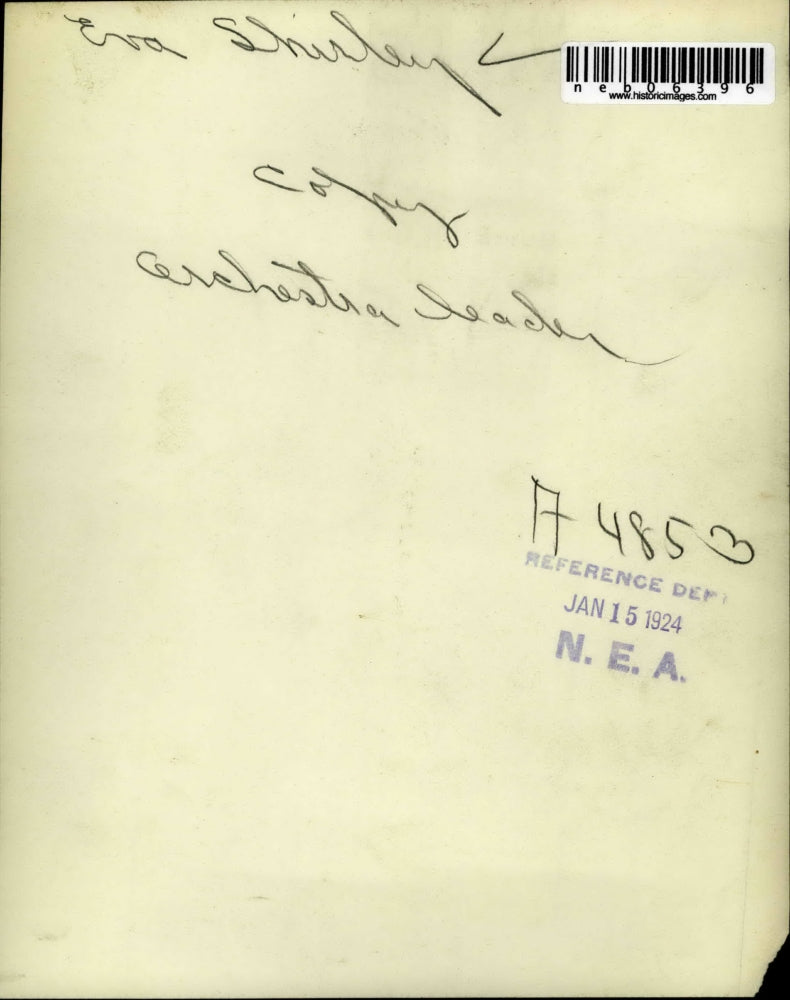 Eva Shirley
neb06396
www.historicimages.com
copy
orchestra leader
A 4853
REFERENCE DEPT
JAN 15 1924
N. E. A.